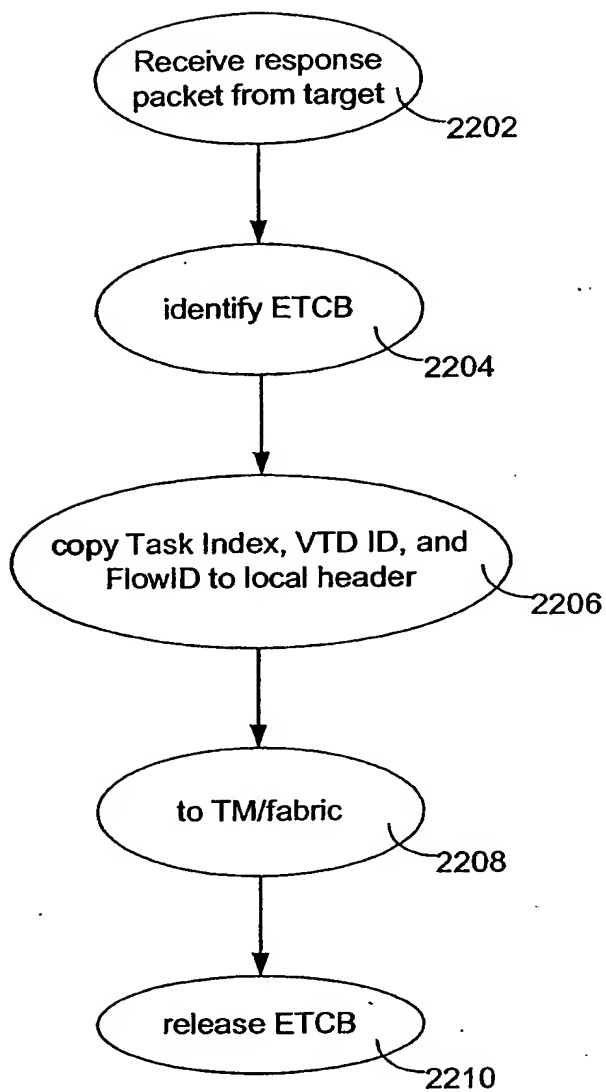 Receive response
packet from target
2202
identify ETCB
2204
copy Task Index, VTD ID, and
FlowID to local header
2206
to TM/fabric
2208
release ETCB
2210